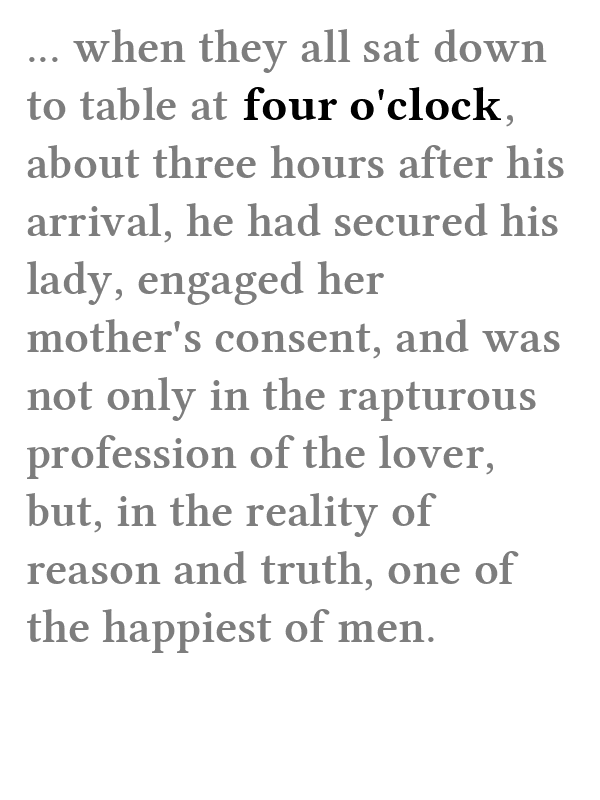 ... when they all sat down
to table at four o'clock,
about three hours after his
arrival, he had secured his
lady, engaged her
mother's consent, and was
not only in the rapturous
profession of the lover,
but, in the reality of
reason and truth, one of
the happiest of men.